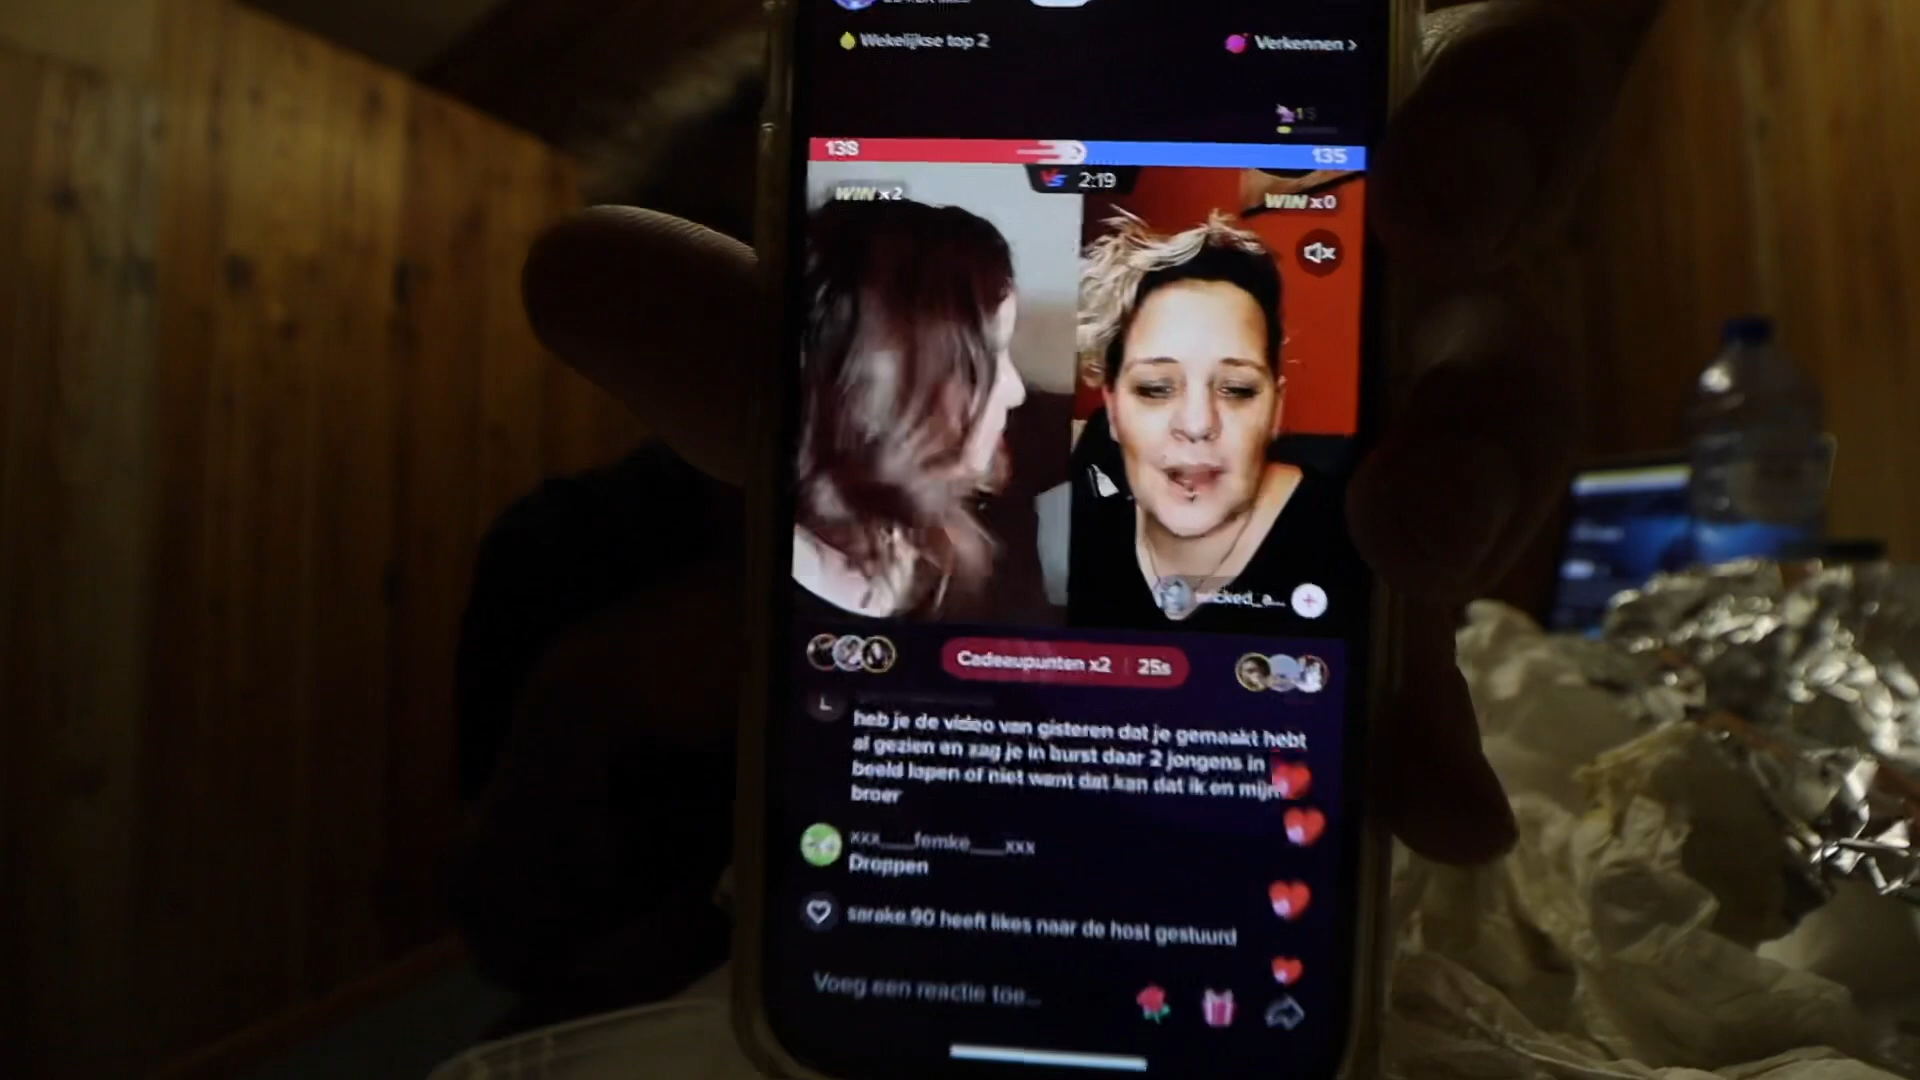 Wekelijkse top 2
Verkennen >
138
135
VS 2:19
WIN x2
WIN x0
wicked_a...
Cadeaupunten x2 | 25s
L
heb je de video van gisteren dat je gemaakt hebt
al gezien en zag je in burst daar 2 jongens in
beeld lopen of niet want dat kan dat ik en mijn
broer
xxx___femke___xxx
Droppen
sarake.90 heeft likes naar de host gestuurd
Voeg een reactie toe...